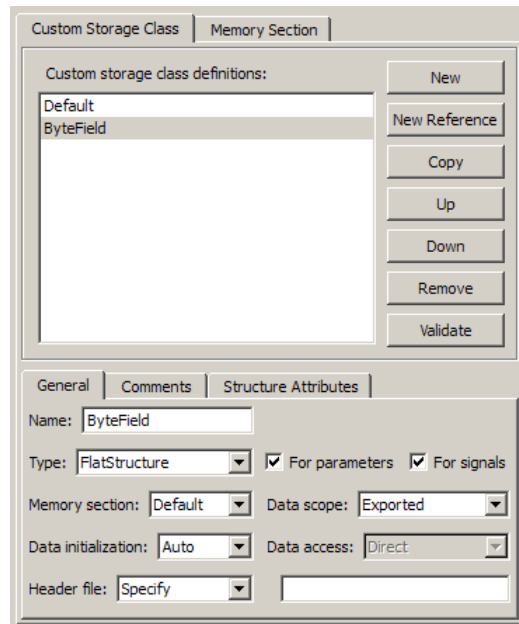 Custom Storage Class Memory Section
Custom storage class definitions:
Default
ByteField
New
New Reference
Copy
Up
Down
Remove
Validate
General Comments Structure Attributes
Name: ByteField
Type: FlatStructure For parameters For signals
Memory section: Default Data scope: Exported
Data initialization: Auto Data access: Direct
Header file: Specify